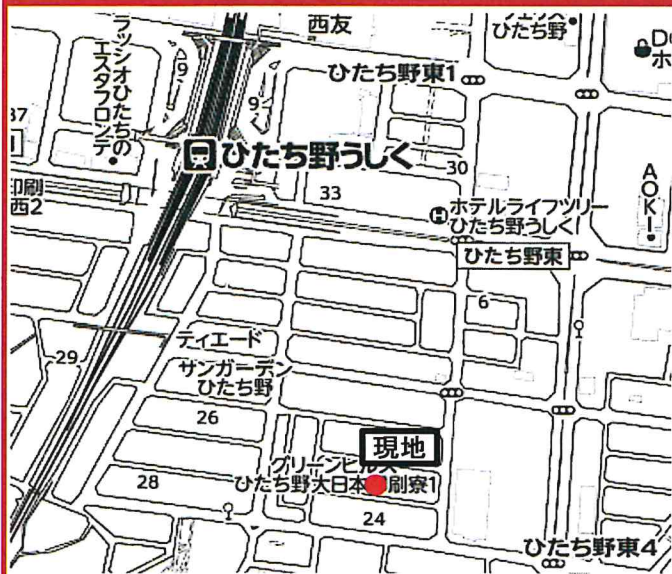 西友
ひたち野
ラッシオひたちの
エスタフロンテ
9
9
ひたち野東1
37
ひたち野うしく
30
33
印刷
西2
ホテルライフツリー
ひたち野うしく
AOKI
ひたち野東
6
ティエード
29
サンガーデン
ひたち野
26
現地
グリーンヒルズ
ひたち野大日本印刷寮1
28
24
ひたち野東4